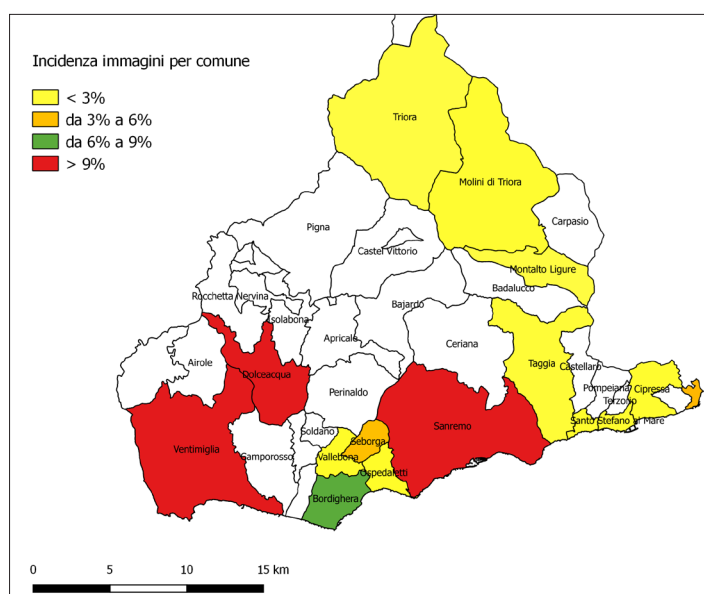 Incidenza immagini per comune
< 3%
da 3% a 6%
da 6% a 9%
> 9%
Triora
Molini di Triora
Carpasio
Pigna
Castel Vittorio
Montalto Ligure
Badalucco
Rocchetta Nervina
Isolabona
Bajardo
Apricale
Ceriana
Airole
Dolceacqua
Taggia
Castellaro
Perinaldo
Pompeiana
Cipressa
Terzorio
Santo Stefano al Mare
Soldano
Sanremo
Seborga
Ventimiglia
Camporosso
Vallebona
Ospedaletti
Bordighera
0 5 10 15 km